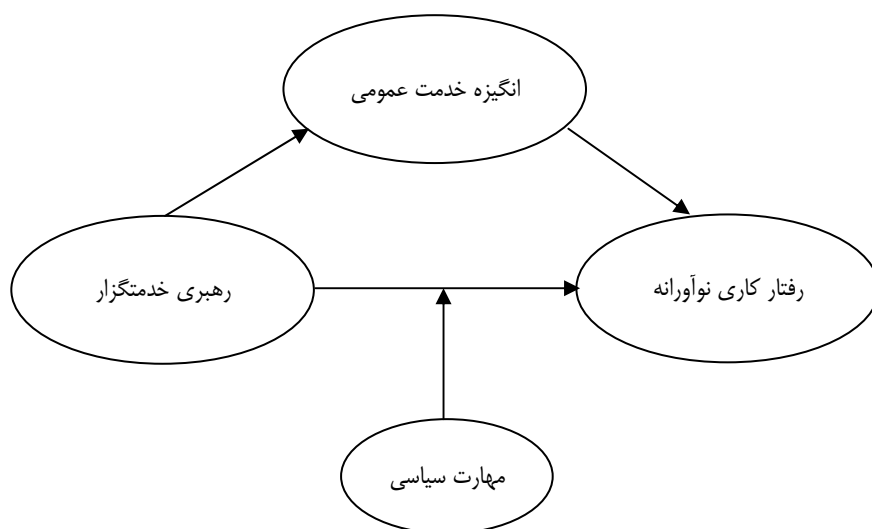 انگیزه خدمت عمومی
رفتار کاری نوآورانه
رهبری خدمتگزار
مهارت سیاسی